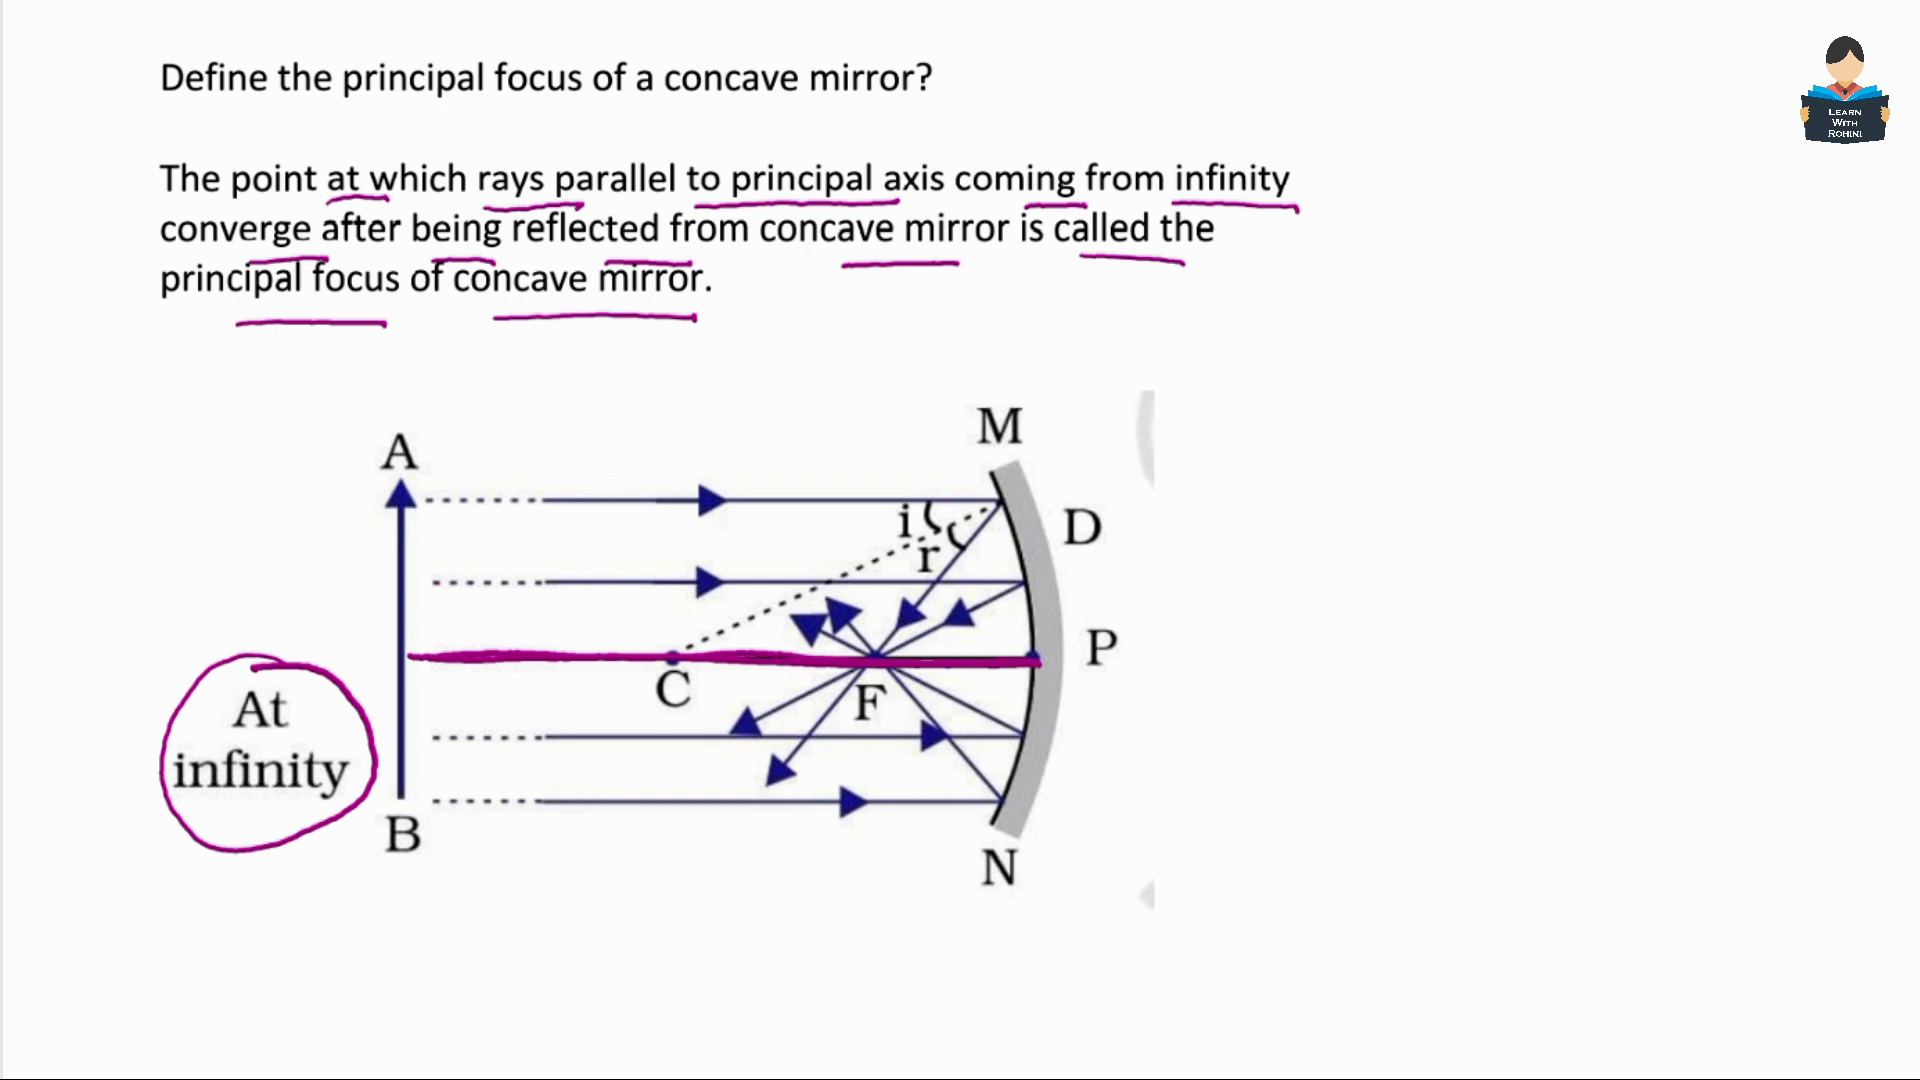 Define the principal focus of a concave mirror?
LEARN
WITH
ROHINI
The point at which rays parallel to principal axis coming from infinity
converge after being reflected from concave mirror is called the
principal focus of concave mirror.
M
A
D
i
r
P
C
F
At
infinity
B
N